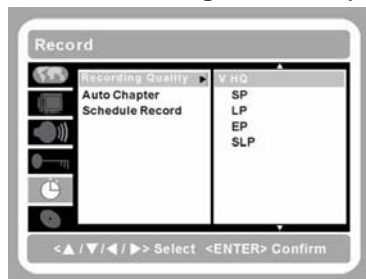 Record
Recording Quality ▶ V HQ
Auto Chapter SP
Schedule Record LP
EP
SLP
<▲/▼/◀/▶> Select <ENTER> Confirm